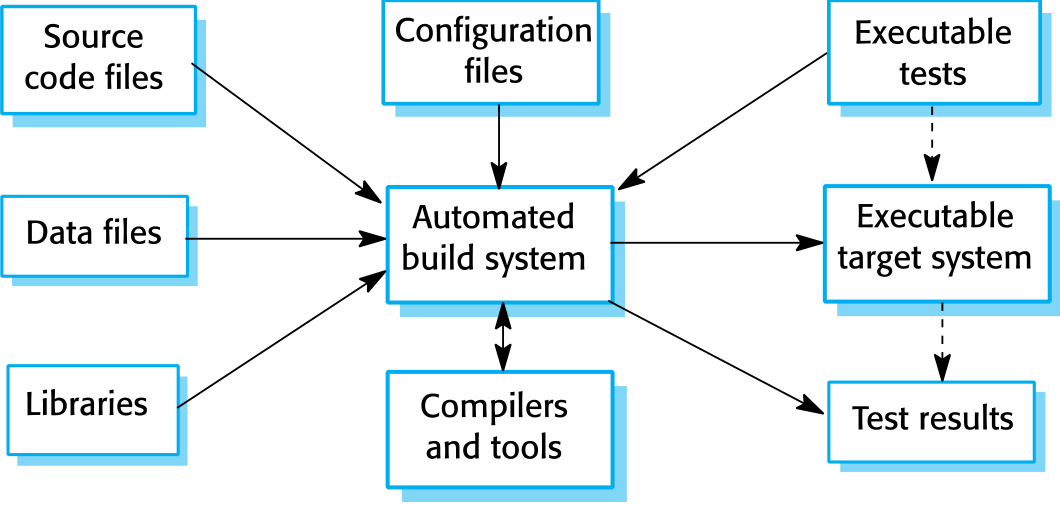 Source
code files
Configuration
files
Executable
tests
Data files
Automated
build system
Executable
target system
Libraries
Compilers
and tools
Test results